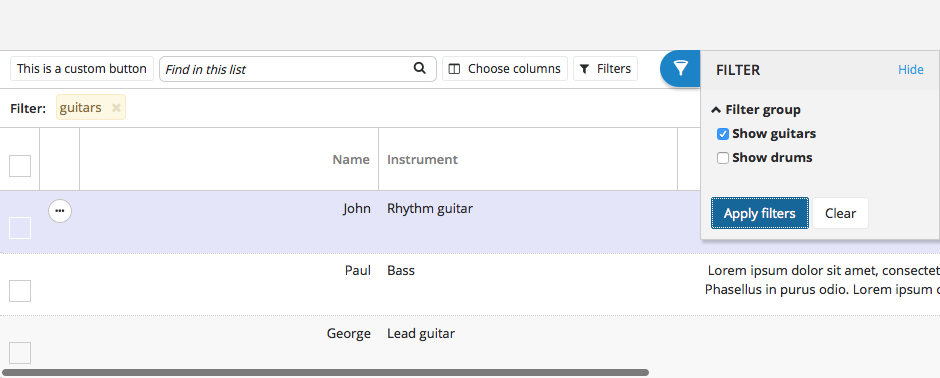 This is a custom button
Find in this list
Choose columns
Filters
FILTER
Hide
Filter: guitars
Filter group
Show guitars
Show drums
Apply filters
Clear
Name
Instrument
John
Rhythm guitar
Paul
Bass
Lorem ipsum dolor sit amet,
Phasellus in purus odio. Lorem ipsum
George
Lead guitar